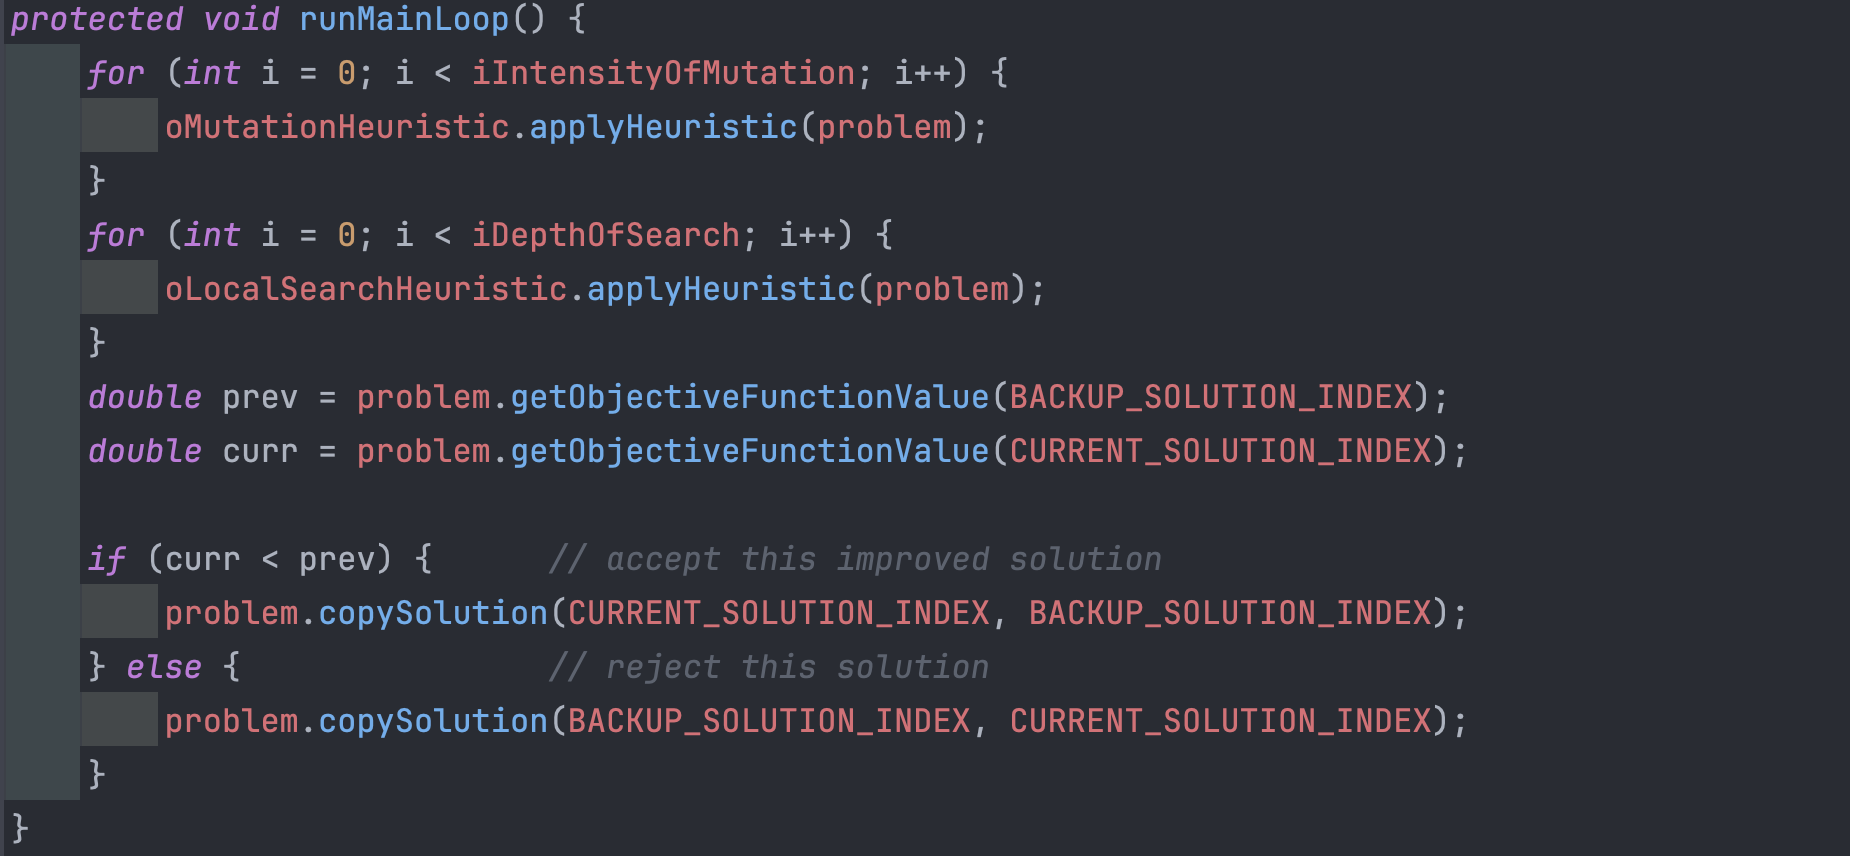 protected void runMainLoop() {
for (int i = 0; i < iIntensityOfMutation; i++) {
oMutationHeuristic.applyHeuristic(problem);
}
for (int i = 0; i < iDepthOfSearch; i++) {
oLocalSearchHeuristic.applyHeuristic(problem);
}
double prev = problem.getObjectiveFunctionValue(BACKUP_SOLUTION_INDEX);
double curr = problem.getObjectiveFunctionValue(CURRENT_SOLUTION_INDEX);
if (curr < prev) { // accept this improved solution
problem.copySolution(CURRENT_SOLUTION_INDEX, BACKUP_SOLUTION_INDEX);
} else { // reject this solution
problem.copySolution(BACKUP_SOLUTION_INDEX, CURRENT_SOLUTION_INDEX);
}
}